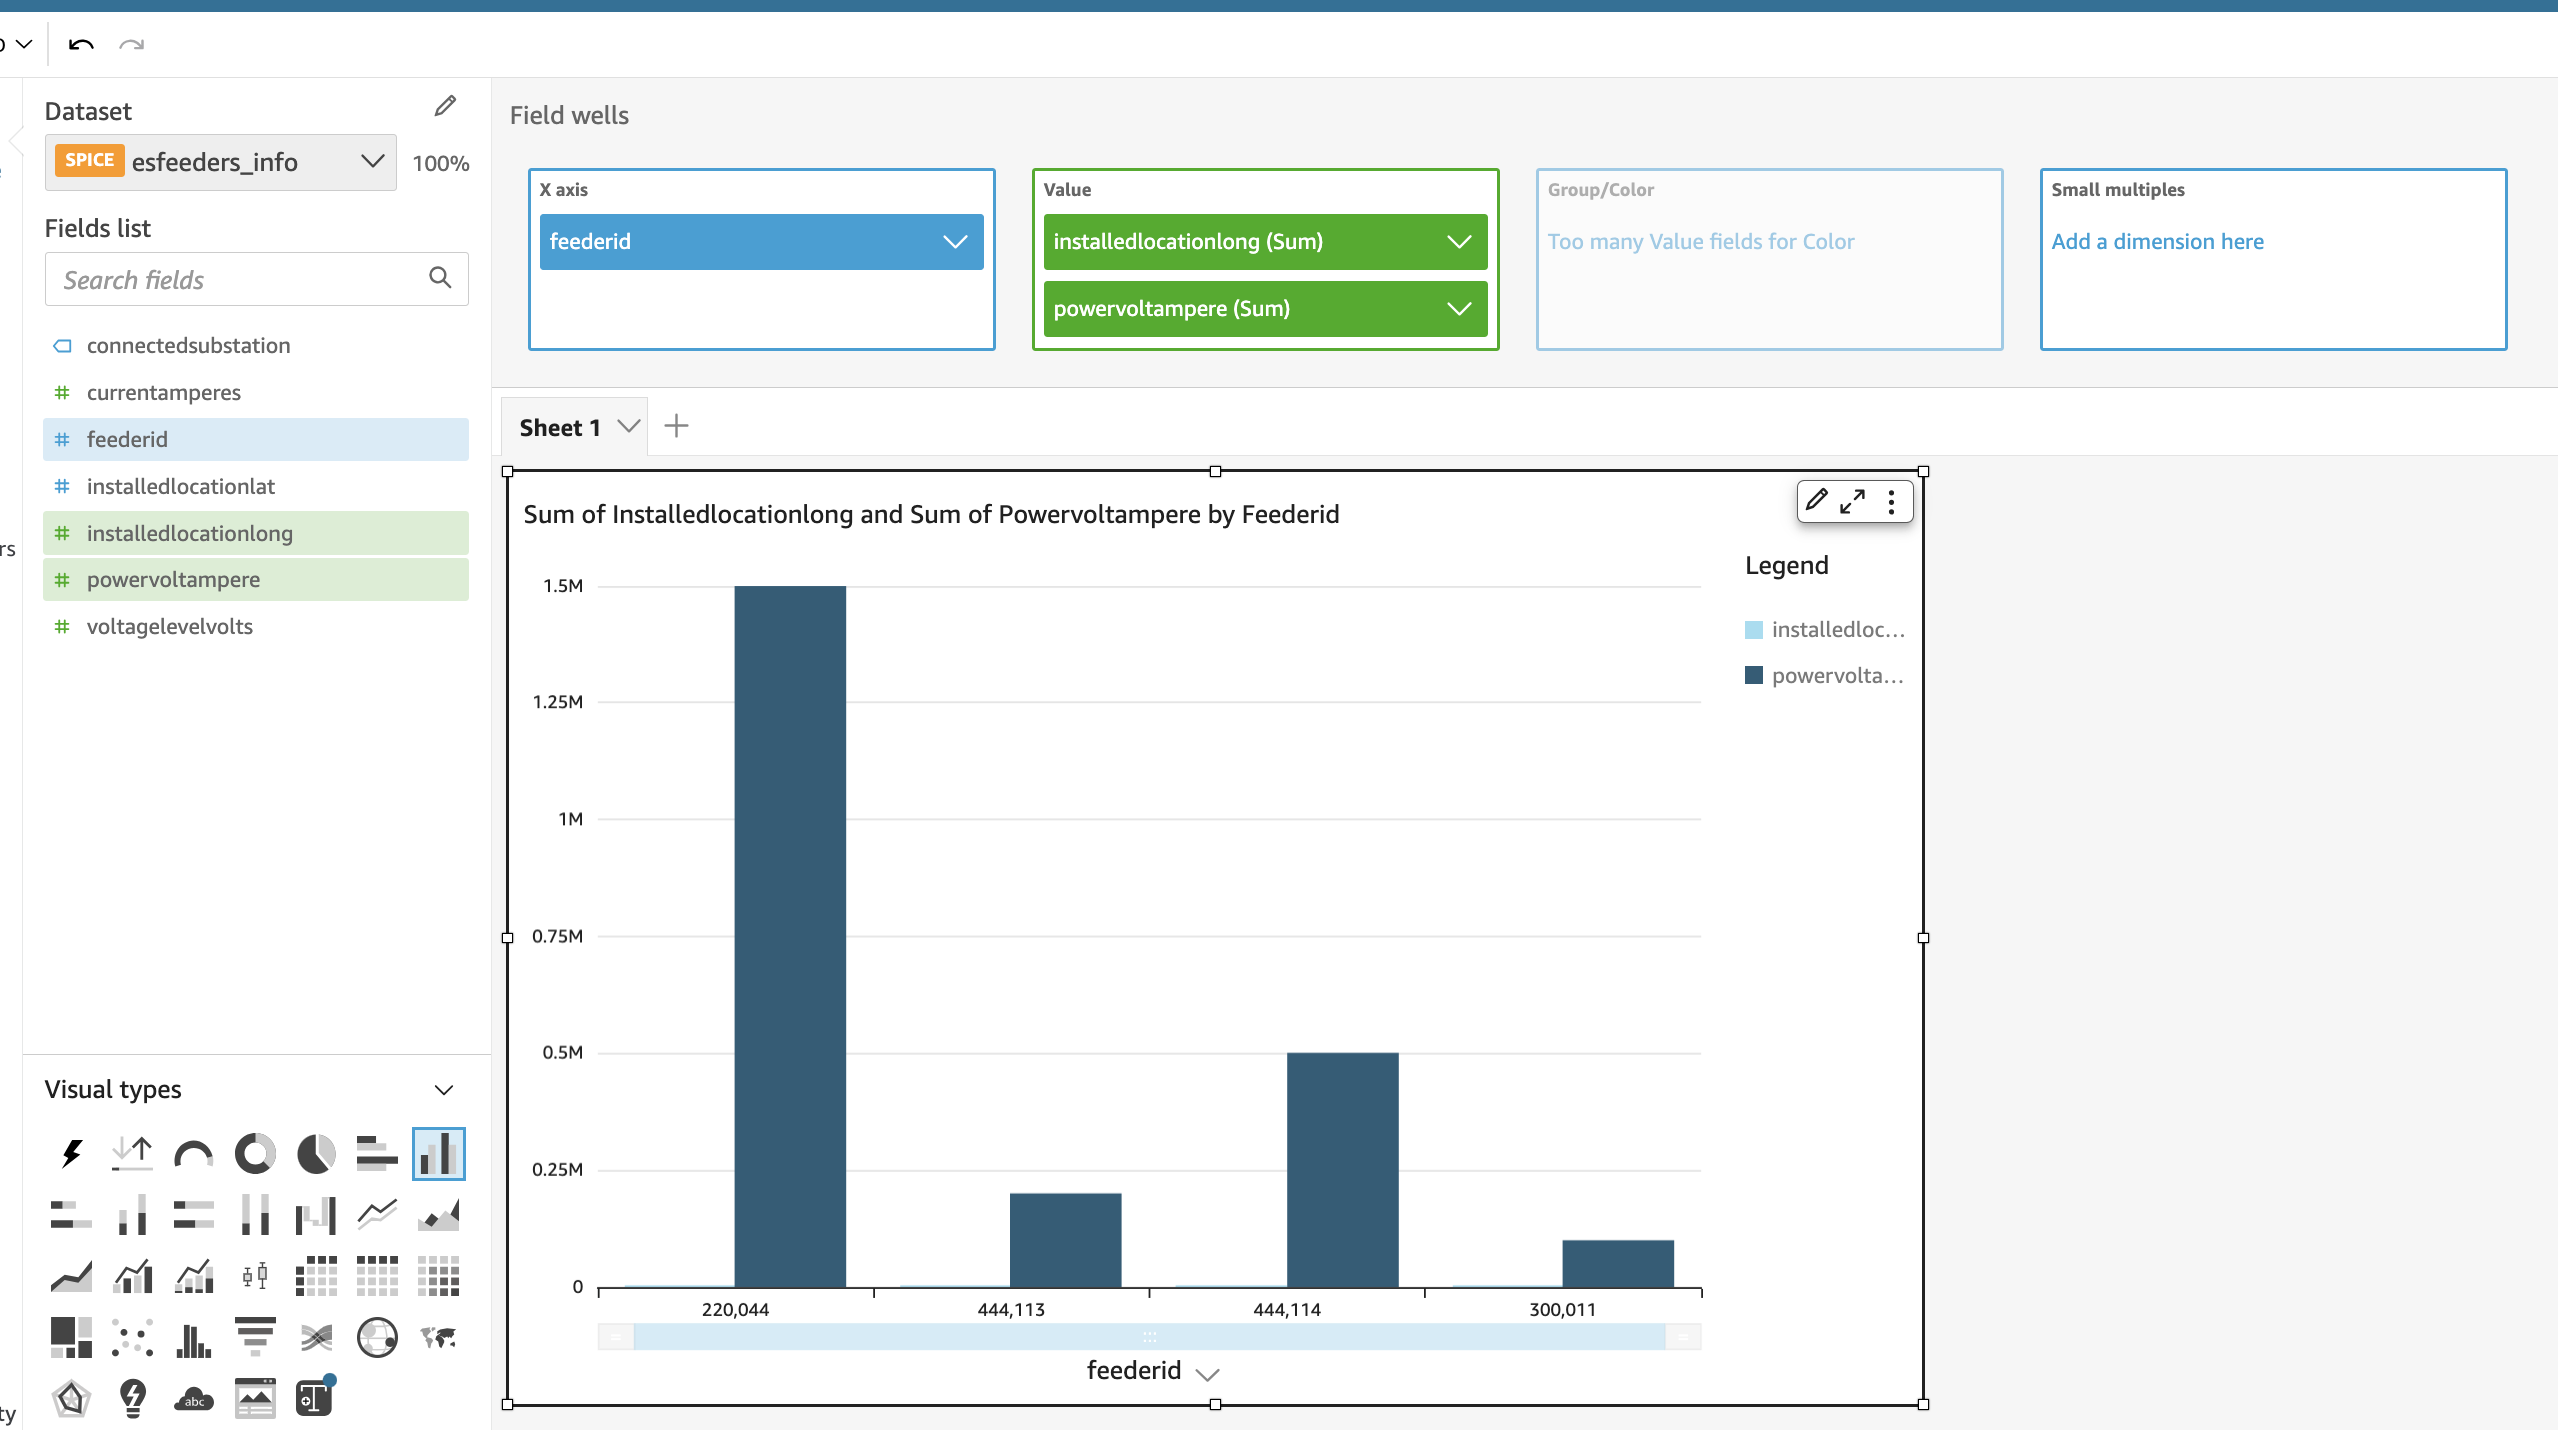 Dataset
SPICE esfeeders_info 100%
Fields list
Search fields
connectedsubstation
# currentamperes
# feederid
# installedlocationlat
# installedlocationlong
# powervoltampere
# voltagelevelvolts
Visual types
abc
Field wells
X axis
feederid
Value
installedlocationlong (Sum)
powervoltampere (Sum)
Group/Color
Too many Value fields for Color
Small multiples
Add a dimension here
Sheet 1
Sum of Installedlocationlong and Sum of Powervoltampere by Feederid
Legend
installedloc...
powervolta...
1.5M
1.25M
1M
0.75M
0.5M
0.25M
0
220,044 444,113 444,114 300,011
feederid
rs
ty